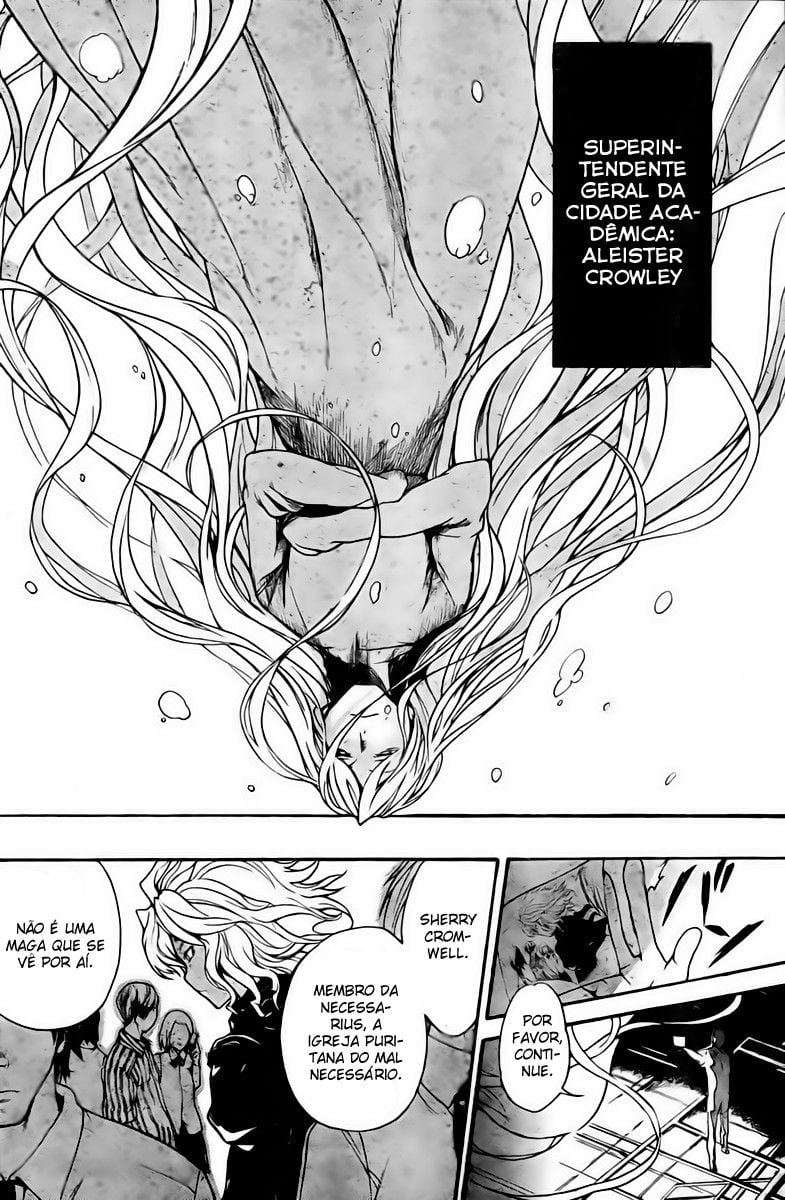 SUPERIN-
TENDENTE
GERAL DA
CIDADE ACA-
DÊMICA:
ALEISTER
CROWLEY
POR
FAVOR,
CONTI-
NUE.
SHERRY
CROM-
WELL.
MEMBRO DA
NECESSA-
RIUS, A
IGREJA PURI-
TANA DO MAL
NECESSÁRIO.
NÃO É UMA
MAGA QUE SE
VÊ POR AÍ.